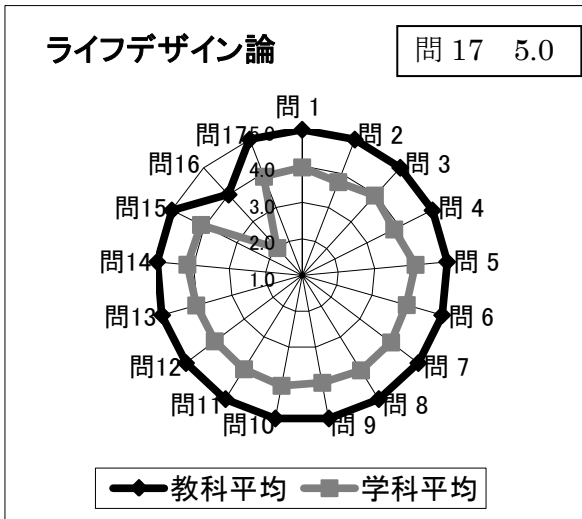 ライフデザイン論
問 17 5.0
問 1
問 2
問 3
問 4
問 5
問 6
問 7
問 8
問 9
問10
問11
問12
問13
問14
問15
問16
問17
5.0
4.0
3.0
2.0
1.0
教科平均
学科平均